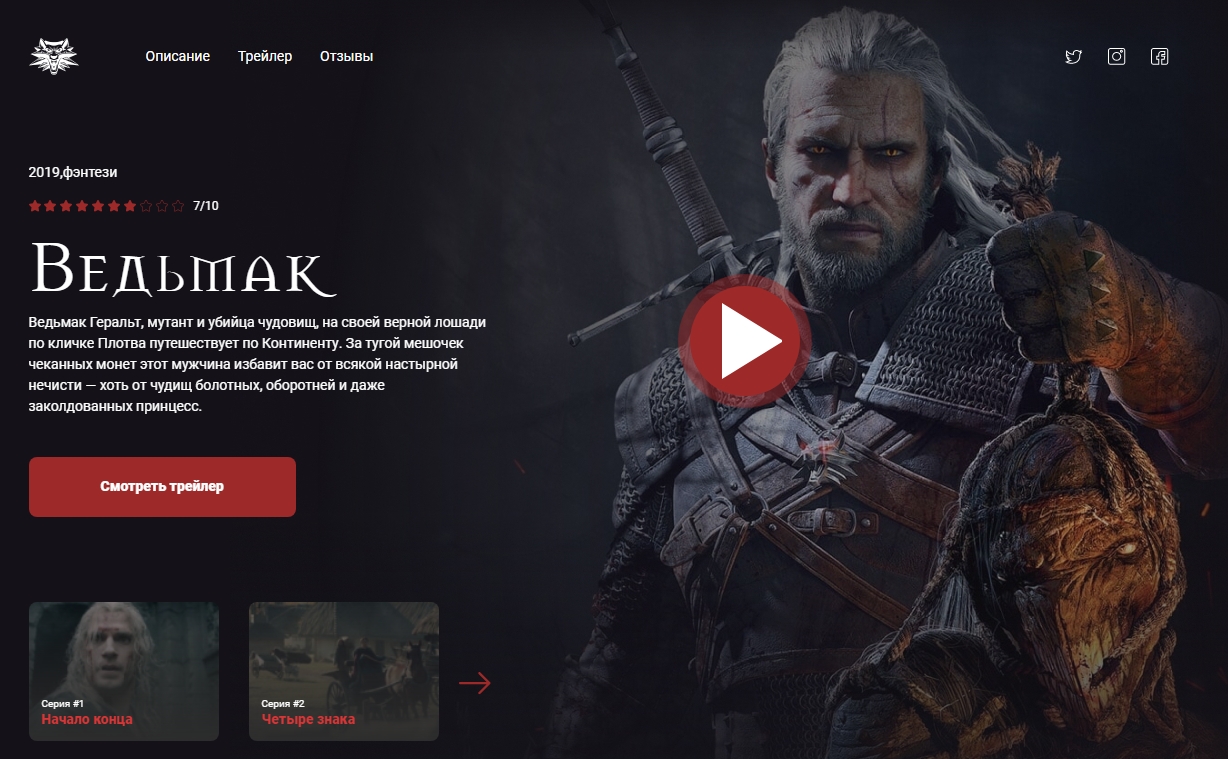 Описание
Трейлер
Отзывы
2019,фэнтези
7/10
Ведьмак
Ведьмак Геральт, мутант и убийца чудовищ, на своей верной лошади
по кличке Плотва путешествует по Континенту. За тугой мешочек
чеканных монет этот мужчина избавит вас от всякой настырной
нечисти — хоть от чудищ болотных, оборотней и даже
заколдованных принцесс.
Смотреть трейлер
Серия #1
Начало конца
Серия #2
Четыре знака